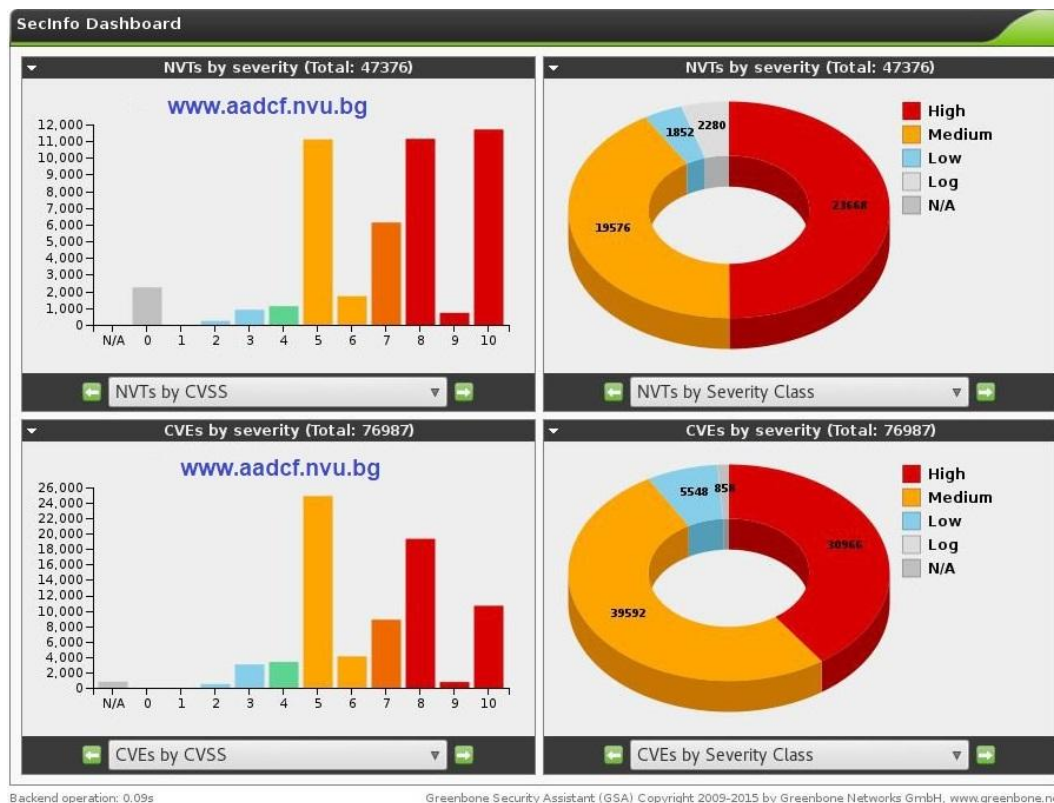 SecInfo Dashboard
NVTs by severity (Total: 47376)
www.aadcf.nvu.bg
12,000
11,000
10,000
9,000
8,000
7,000
6,000
5,000
4,000
3,000
2,000
1,000
0
N/A 0 1 2 3 4 5 6 7 8 9 10
NVTs by CVSS
NVTs by severity (Total: 47376)
1852 2280
19576
23668
High
Medium
Low
Log
N/A
NVTs by Severity Class
CVEs by severity (Total: 76987)
www.aadcf.nvu.bg
26,000
24,000
22,000
20,000
18,000
16,000
14,000
12,000
10,000
8,000
6,000
4,000
2,000
0
N/A 0 1 2 3 4 5 6 7 8 9 10
CVEs by CVSS
CVEs by severity (Total: 76987)
5548
39592
30966
High
Medium
Low
Log
N/A
CVEs by Severity Class
Backend operation: 0.09s
Greenbone Security Assistant (GSA) Copyright 2009-2015 by Greenbone Networks GmbH, www.greenbone.ne